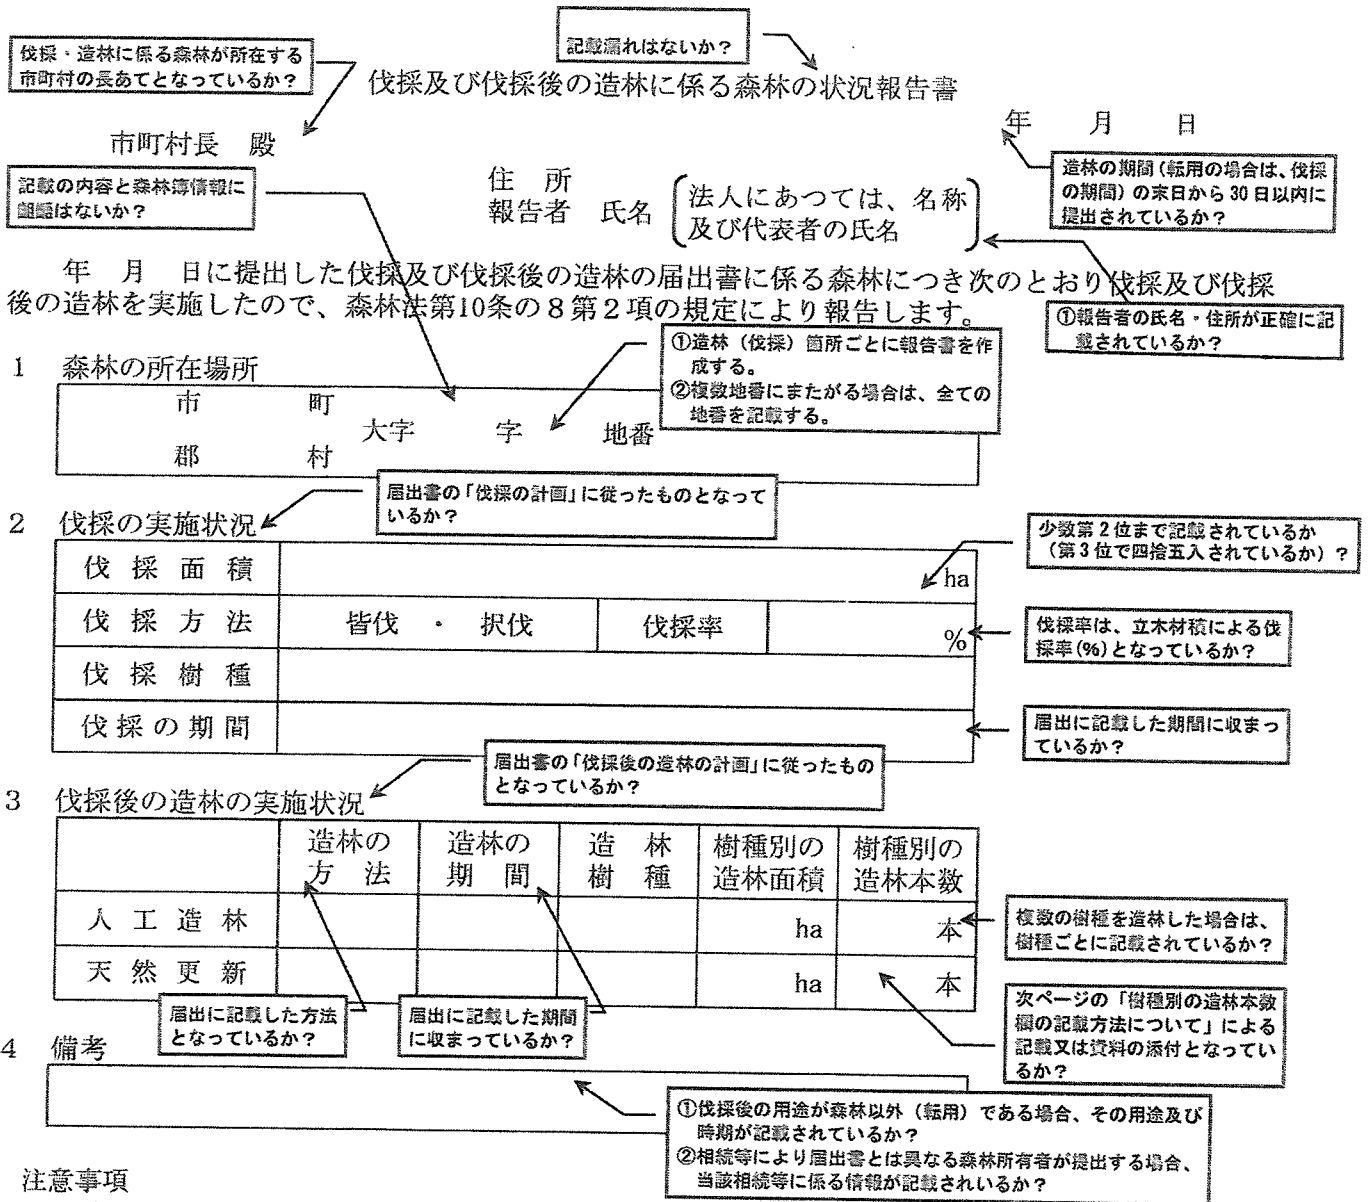 記載漏れはないか？
伐採・造林に係る森林が所在する
市町村の長あてとなっているか？
伐採及び伐採後の造林に係る森林の状況報告書
年　月　日
市町村長　殿
造林の期間（転用の場合は、伐採
の期間）の末日から30日以内に
提出されているか？
記載の内容と森林簿情報に
齟齬はないか？
住　所
報告者　氏名
法人にあつては、名称
及び代表者の氏名
年　月　日に提出した伐採及び伐採後の造林の届出書に係る森林につき次のとおり伐採及び伐採
後の造林を実施したので、森林法第10条の８第２項の規定により報告します。
①報告者の氏名・住所が正確に記
載されているか？
①造林（伐採）箇所ごとに報告書を作
成する。
②複数地番にまたがる場合は、全ての
地番を記載する。
1　森林の所在場所
市　町
大字　字　地番
郡　村
届出書の「伐採の計画」に従ったものとなって
いるか？
2　伐採の実施状況
少数第２位まで記載されているか
（第３位で四捨五入されているか）？
伐採面積　ha
伐採方法　皆伐　・　択伐　伐採率　％
伐採率は、立木材積による伐
採率(%)となっているか？
伐採樹種
伐採の期間
届出に記載した期間に収まっ
ているか？
届出書の「伐採後の造林の計画」に従ったもの
となっているか？
3　伐採後の造林の実施状況
造林の　造林の　造　林　樹種別の　樹種別の
方　法　期　間　樹　種　造林面積　造林本数
人工造林　ha　本
複数の樹種を造林した場合は、
樹種ごとに記載されているか？
天然更新　ha　本
次ページの「樹種別の造林本数
欄の記載方法について」による
記載又は資料の添付となってい
るか？
届出に記載した方法
となっているか？
届出に記載した期間
に収まっているか？
4　備考
①伐採後の用途が森林以外（転用）である場合、その用途及び
時期が記載されているか？
②相続等により届出書とは異なる森林所有者が提出する場合、
当該相続等に係る情報が記載されいるか？
注意事項